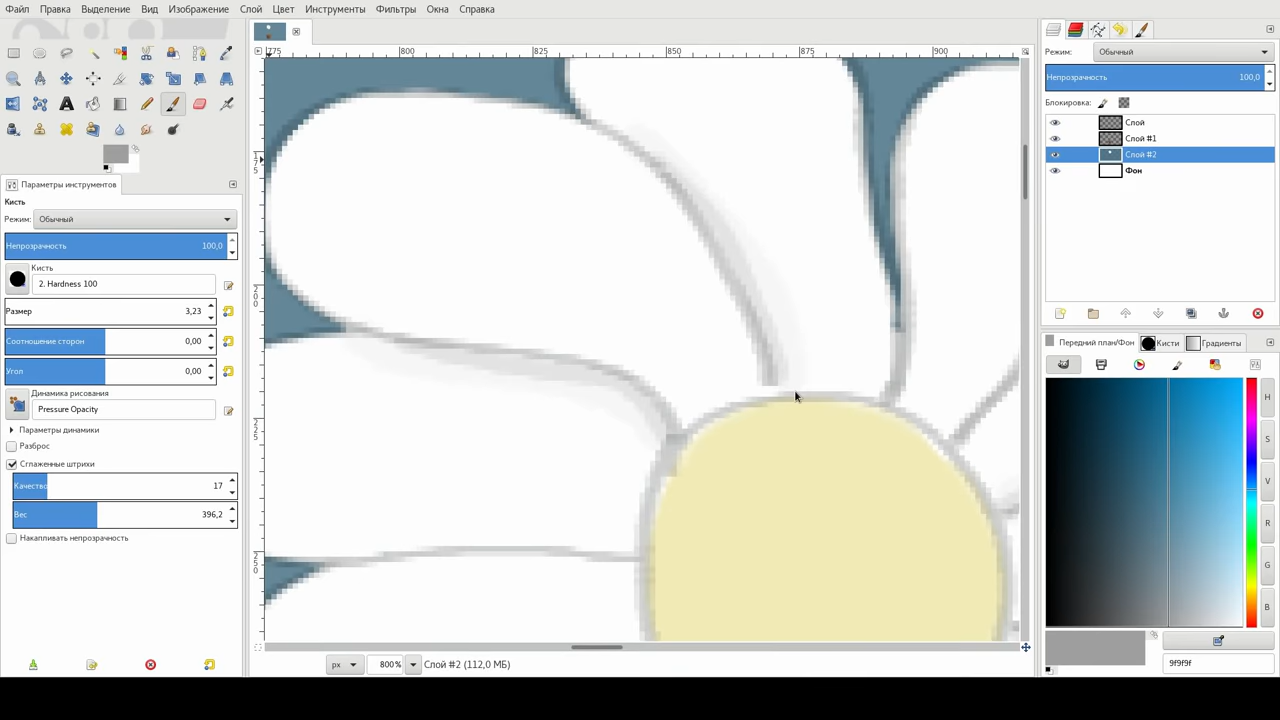 Файл Правка Выделение Вид Изображение Слой Цвет Инструменты Фильтры Окна Справка
Параметры инструментов
Кисть
Режим: Обычный
Непрозрачность 100,0
Кисть
2. Hardness 100
Размер 3,23
Соотношение сторон 0,00
Угол 0,00
Динамика рисования
Pressure Opacity
Параметры динамики
Разброс
Сглаженные штрихи
Качество 17
Вес 396,2
Накапливать непрозрачность
775 800 825 850 875 900
175
200
225
250
px 800% Слой #2 (112,0 МБ)
Режим: Обычный
Непрозрачность 100,0
Блокировка:
Слой
Слой #1
Слой #2
Фон
Передний план/Фон Кисти Градиенты
H
S
V
R
G
B
9f9f9f